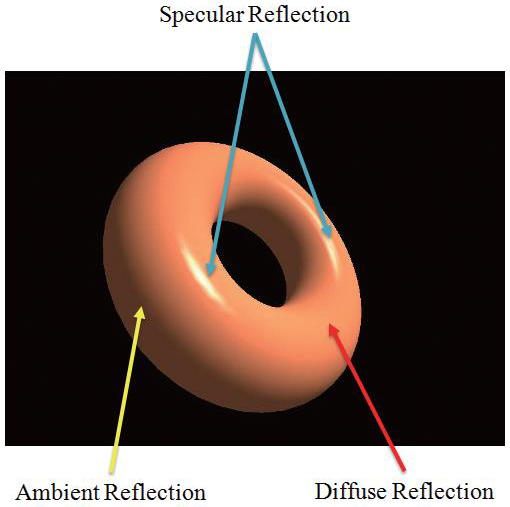 Specular Reflection
Ambient Reflection
Diffuse Reflection